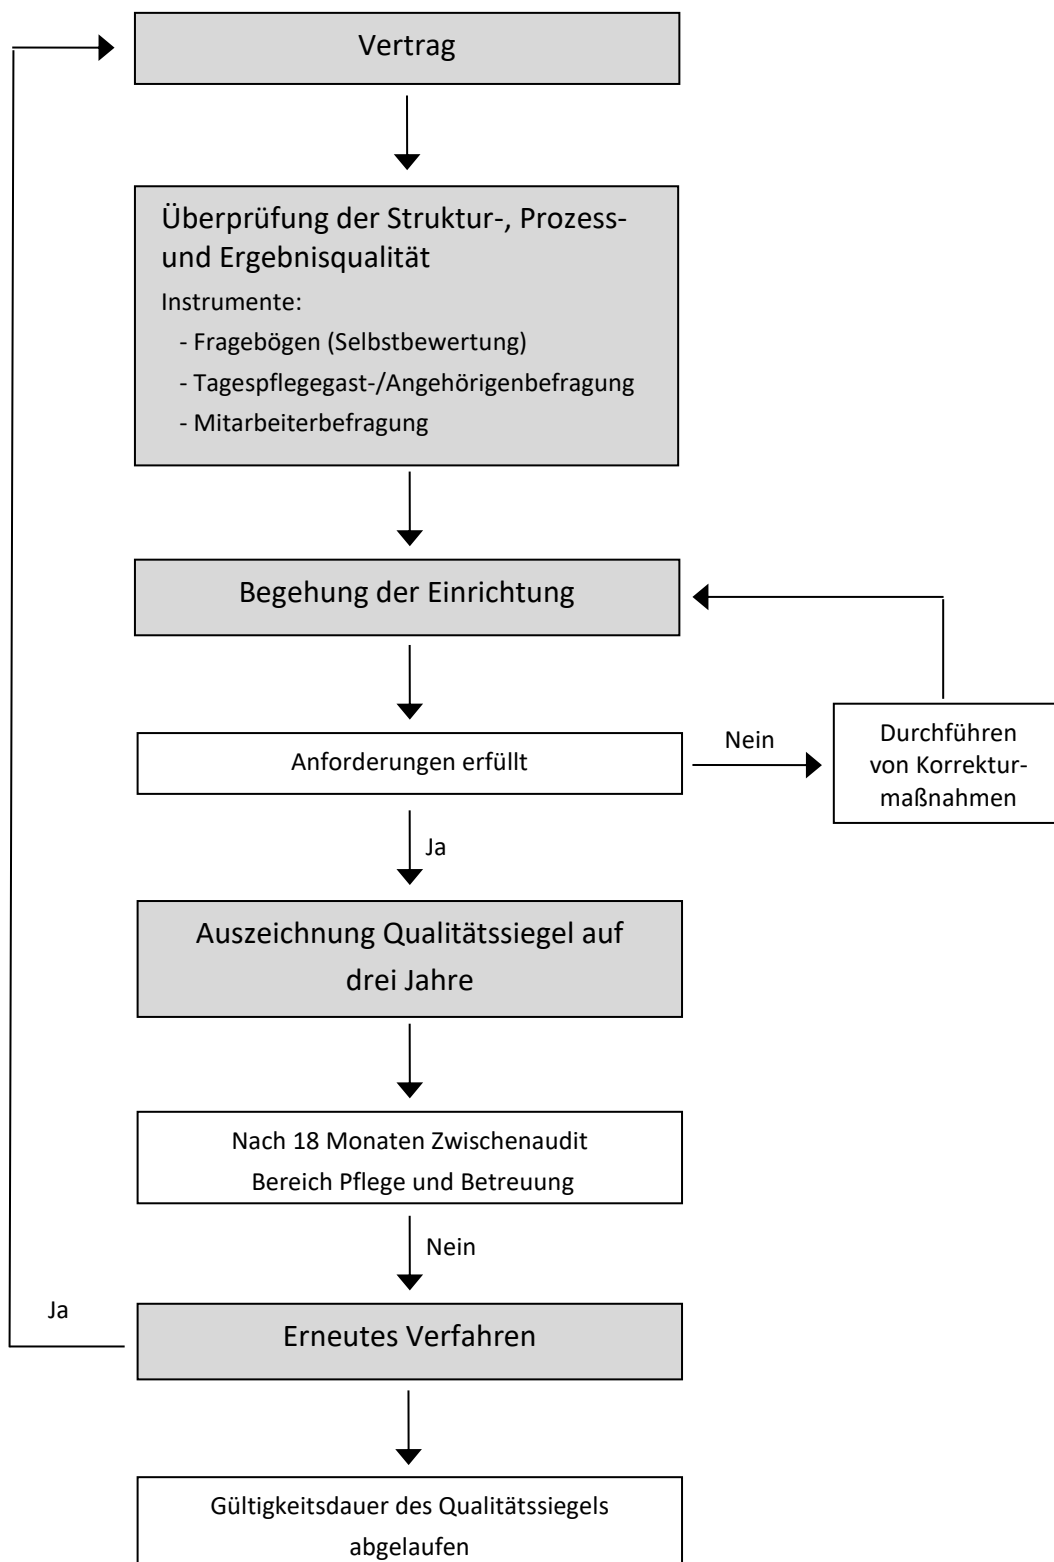 Vertrag
Überprüfung der Struktur-, Prozess-
und Ergebnisqualität
Instrumente:
- Fragebögen (Selbstbewertung)
- Tagespflegegast-/Angehörigenbefragung
- Mitarbeiterbefragung
Begehung der Einrichtung
Anforderungen erfüllt
Nein
Durchführen
von Korrektur-
maßnahmen
Ja
Auszeichnung Qualitätssiegel auf
drei Jahre
Nach 18 Monaten Zwischenaudit
Bereich Pflege und Betreuung
Nein
Ja
Erneutes Verfahren
Gültigkeitsdauer des Qualitätssiegels
abgelaufen